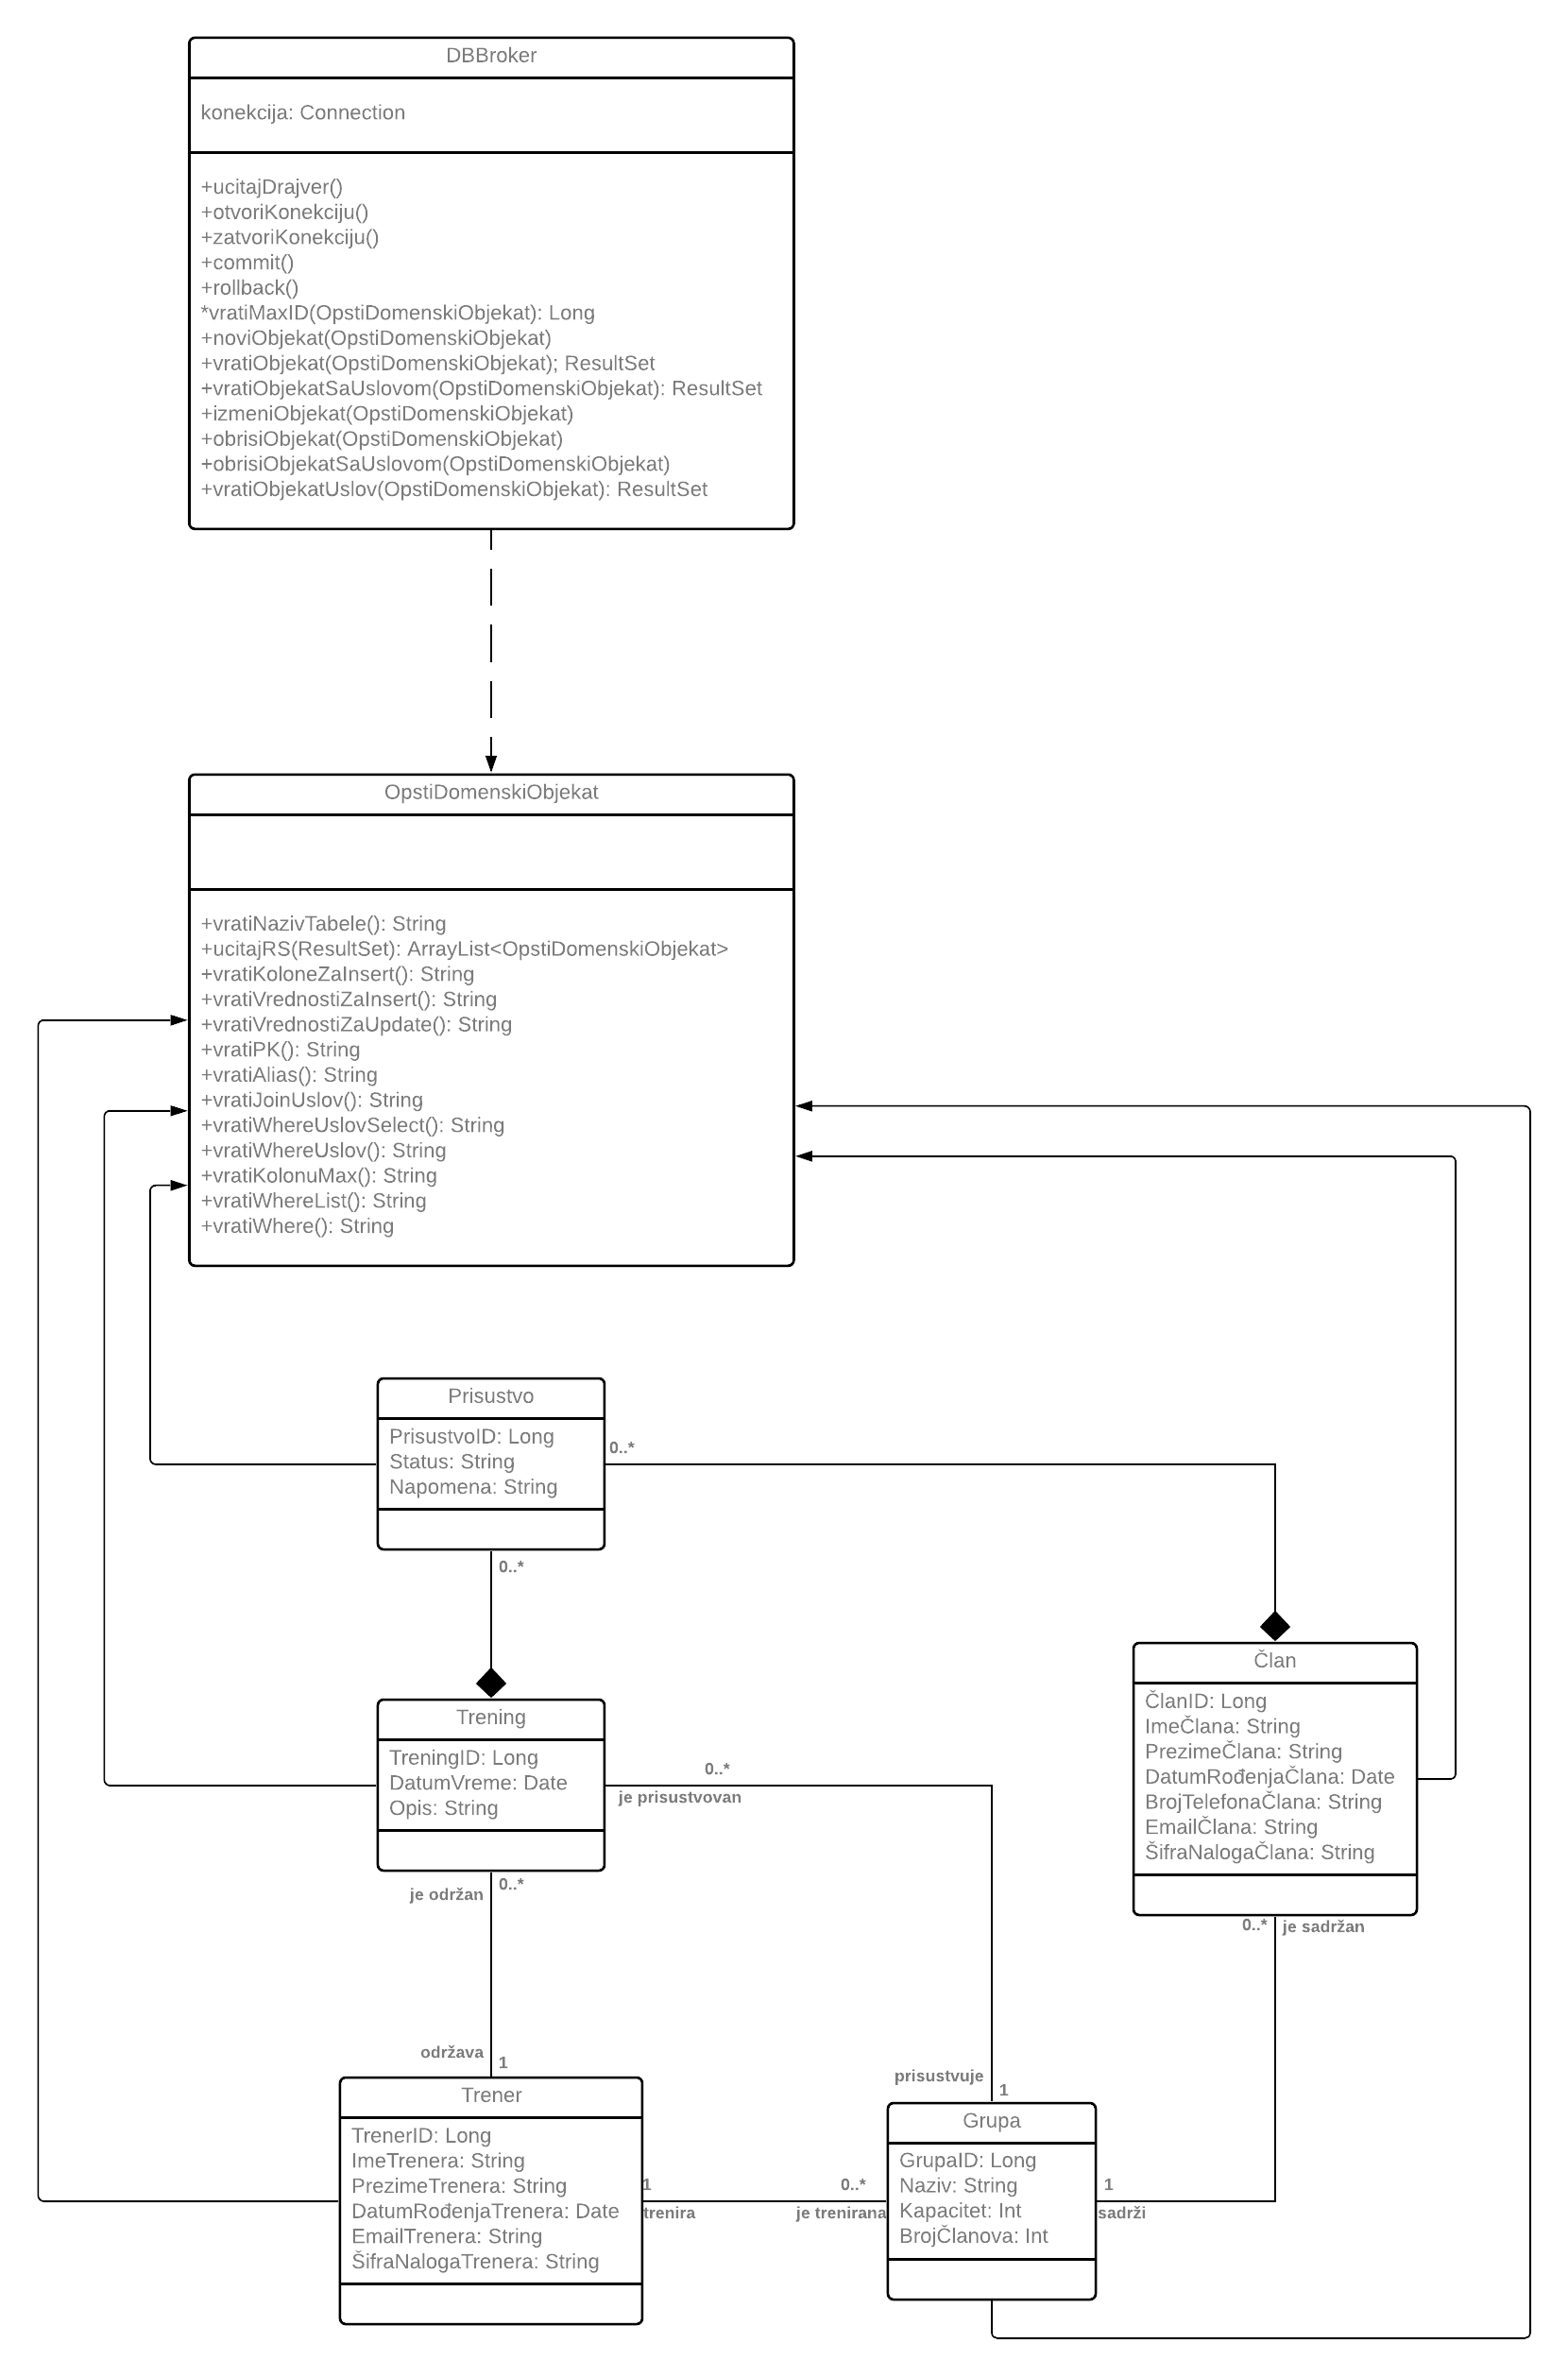 DBBroker
konekcija: Connection
+ucitajDrajver()
+otvoriKonekciju()
+zatvoriKonekciju()
+commit()
+rollback()
*vratiMaxID(OpstiDomenskiObjekat): Long
+noviObjekat(OpstiDomenskiObjekat)
+vratiObjekat(OpstiDomenskiObjekat); ResultSet
+vratiObjekatSaUslovom(OpstiDomenskiObjekat): ResultSet
+izmeniObjekat(OpstiDomenskiObjekat)
+obrisiObjekat(OpstiDomenskiObjekat)
+obrisiObjekatSaUslovom(OpstiDomenskiObjekat)
+vratiObjekatUslov(OpstiDomenskiObjekat): ResultSet
OpstiDomenskiObjekat
+vratiNazivTabele(): String
+ucitajRS(ResultSet): ArrayList<OpstiDomenskiObjekat>
+vratiKoloneZaInsert(): String
+vratiVrednostiZaInsert(): String
+vratiVrednostiZaUpdate(): String
+vratiPK(): String
+vratiAlias(): String
+vratiJoinUslov(): String
+vratiWhereUslovSelect(): String
+vratiWhereUslov(): String
+vratiKolonuMax(): String
+vratiWhereList(): String
+vratiWhere(): String
Prisustvo
PrisustvoID: Long
Status: String
Napomena: String
0..*
0..*
Član
ČlanID: Long
ImeČlana: String
PrezimeČlana: String
DatumRođenjaČlana: Date
BrojTelefonaČlana: String
EmailČlana: String
ŠifraNalogaČlana: String
0..* je sadržan
Trening
TreningID: Long
DatumVreme: Date
Opis: String
0..*
je prisustvovan
0..*
je održan
održava
1
Trener
TrenerID: Long
ImeTrenera: String
PrezimeTrenera: String
DatumRođenjaTrenera: Date
EmailTrenera: String
ŠifraNalogaTrenera: String
1
trenira
0..*
je trenirana
prisustvuje
1
Grupa
GrupaID: Long
Naziv: String
Kapacitet: Int
BrojČlanova: Int
1
sadrži